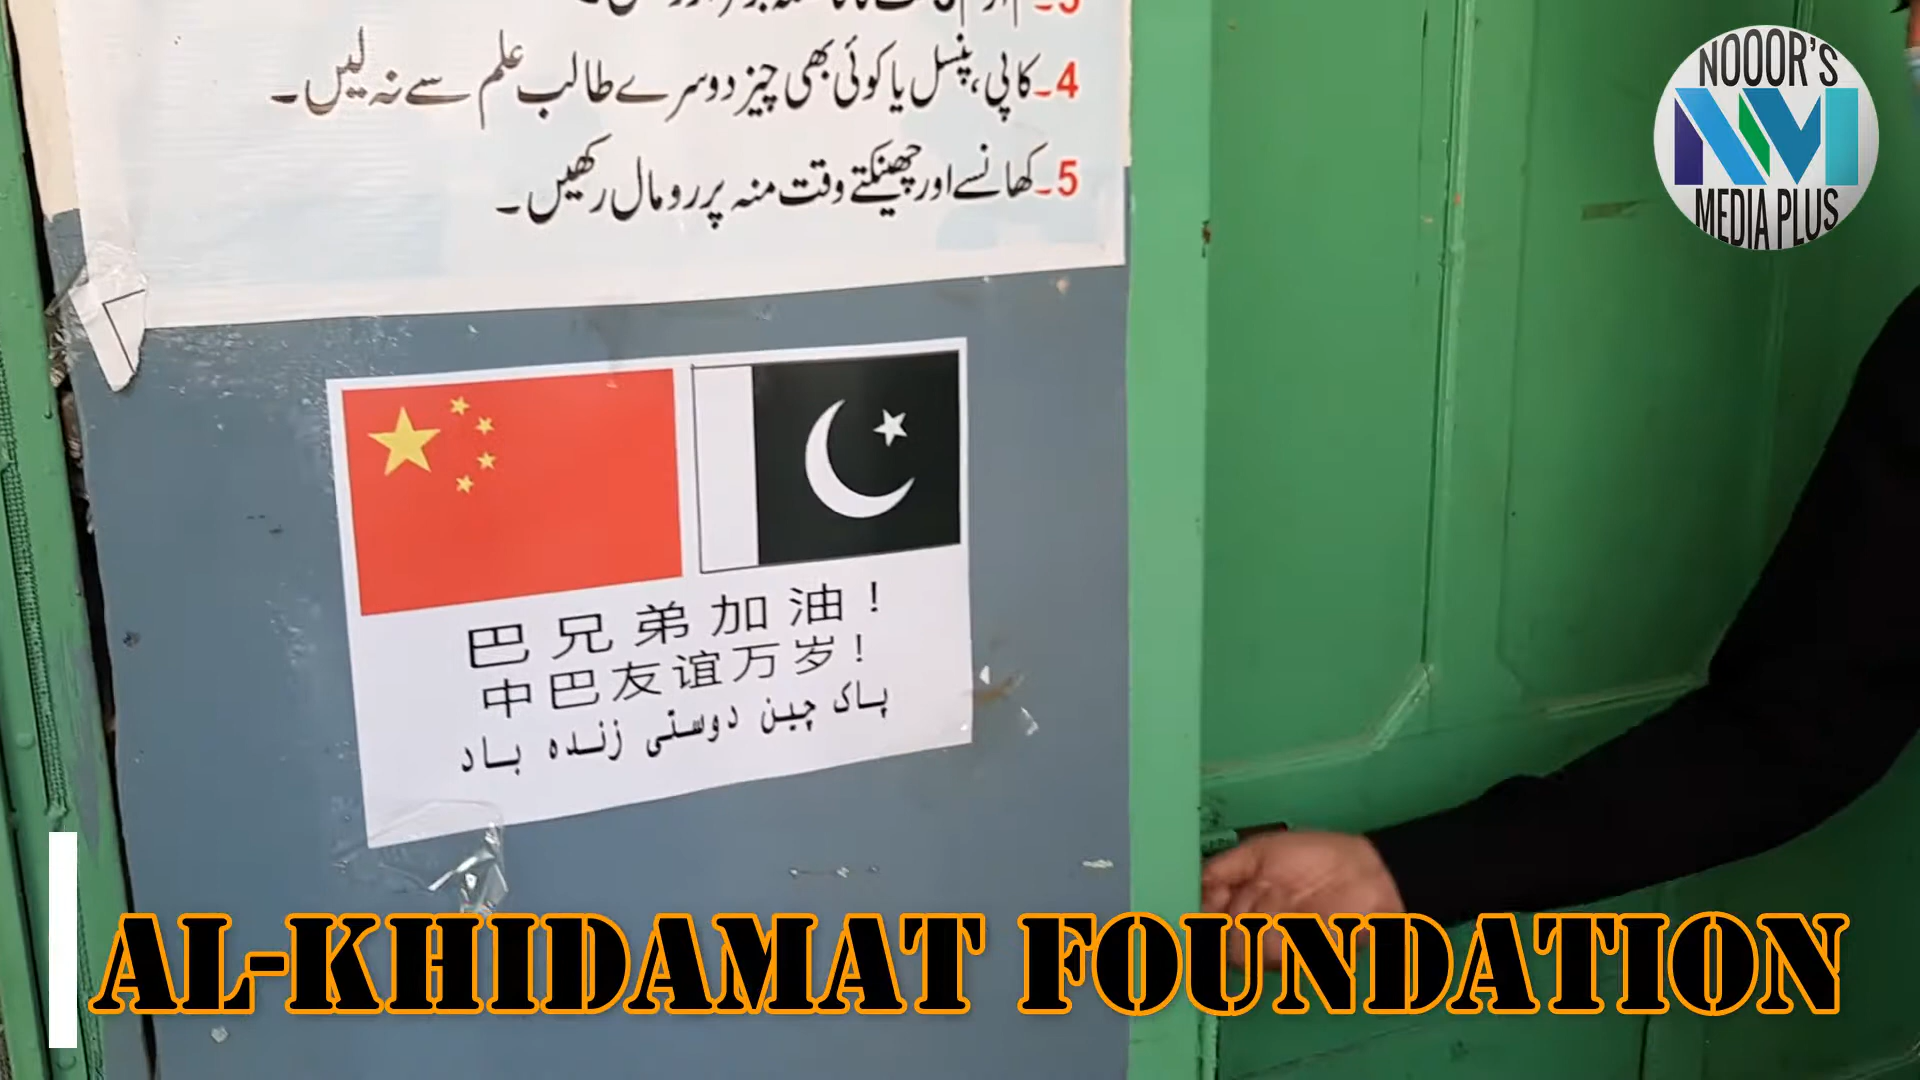 4۔ کاپی، پنسل یا کوئی بھی چیز دوسرے طالب علم سے نہ لیں۔
5۔ کھانسے اور چھینکتے وقت منہ پر رومال رکھیں۔
巴兄弟加油！
中巴友谊万岁！
پاک چین دوستی زندہ باد
NOOOR'S
NM
MEDIA PLUS
AL-KHIDAMAT FOUNDATION